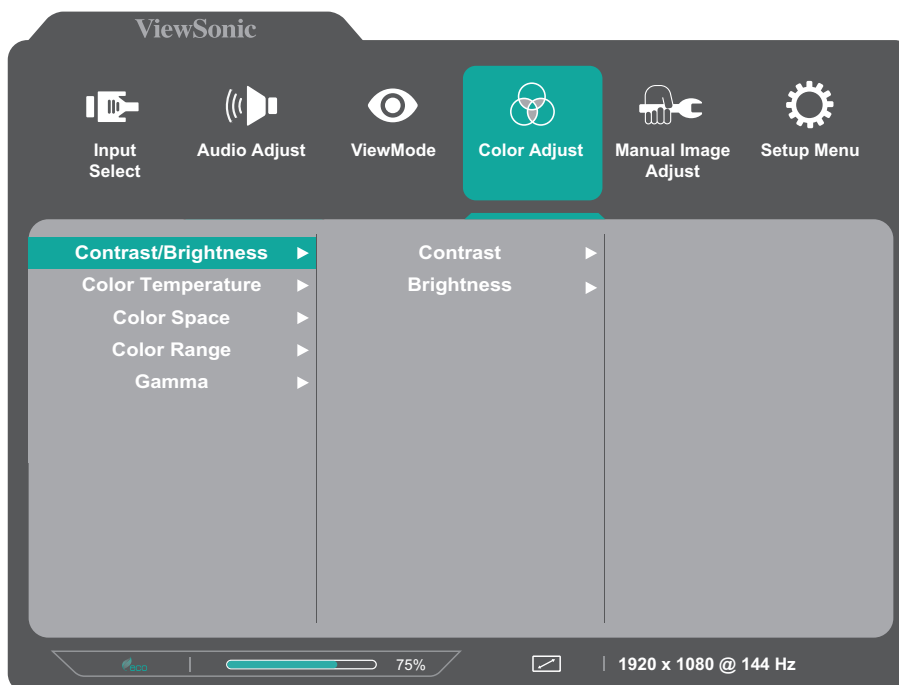 ViewSonic
Input
Select
Audio Adjust
ViewMode
Color Adjust
Manual Image
Adjust
Setup Menu
Contrast/Brightness
Color Temperature
Color Space
Color Range
Gamma
Contrast
Brightness
eco
75%
1920 x 1080 @ 144 Hz